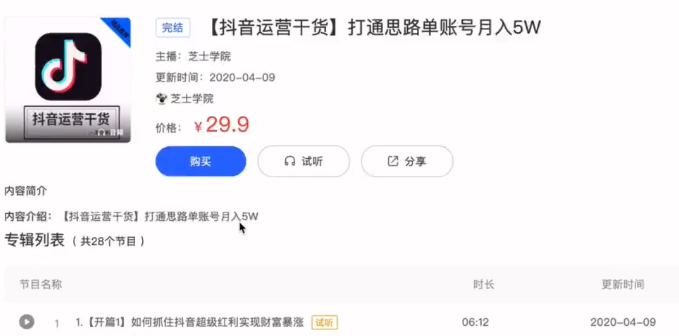 完结 【抖音运营干货】打通思路单账号月入5W
主播：芝士学院
更新时间：2020-04-09
芝士学院
抖音运营干货
价格：￥29.9
购买 试听 分享
内容简介
内容介绍：【抖音运营干货】打通思路单账号月入5W
专辑列表（共28个节目）
节目名称 时长 更新时间
1 1.【开篇1】如何抓住抖音超级红利实现财富暴涨 试听 06:12 2020-04-09